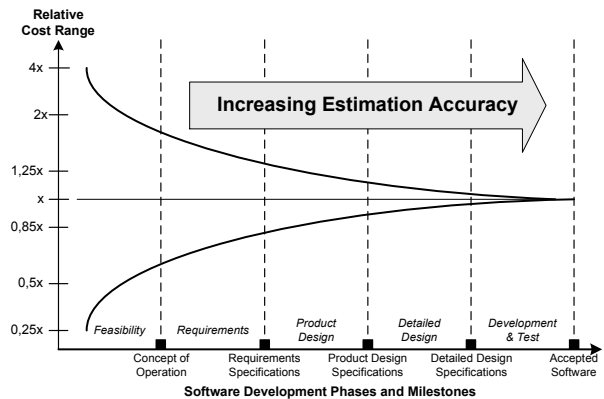 Relative
Cost Range
4x
2x
1,25x
x
0,85x
0,5x
0,25x
Increasing Estimation Accuracy
Feasibility
Requirements
Product
Design
Detailed
Design
Development
& Test
Concept of
Operation
Requirements
Specifications
Product Design
Specifications
Detailed Design
Specifications
Accepted
Software
Software Development Phases and Milestones